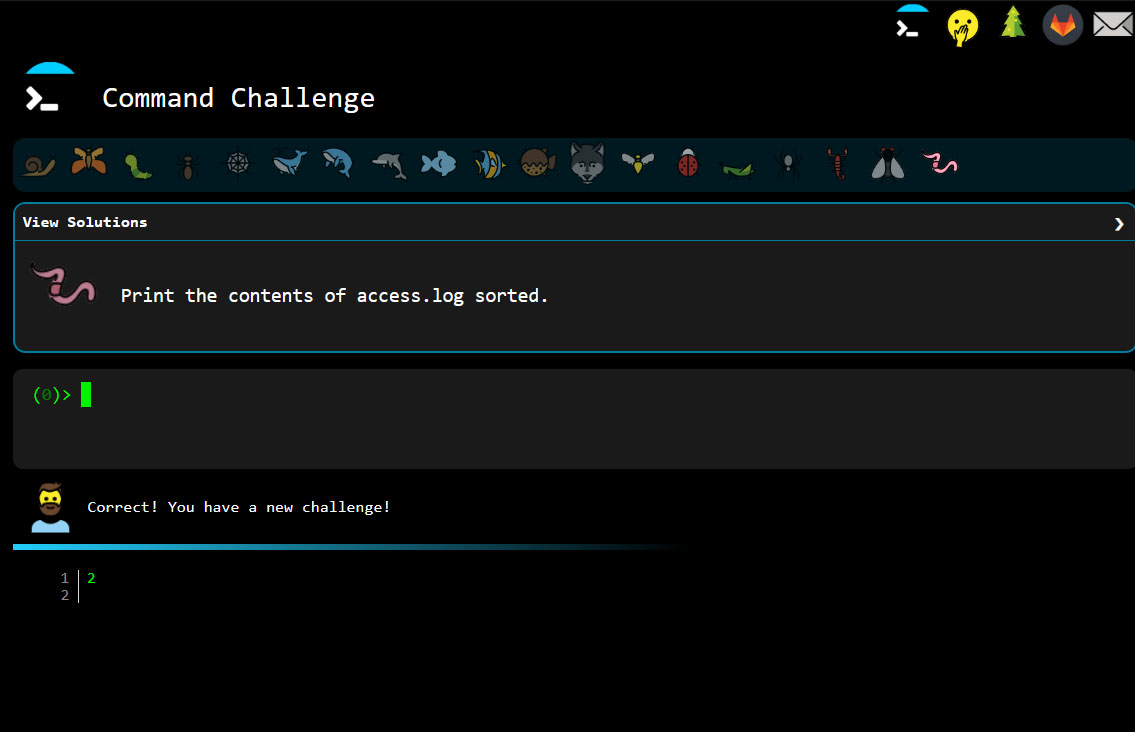 Command Challenge
View Solutions
Print the contents of access.log sorted.
(0)>
Correct! You have a new challenge!
1 2
2